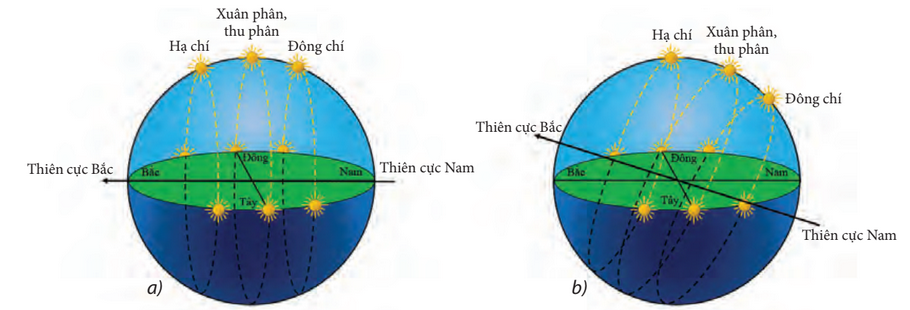 Xuân phân,
thu phân
Hạ chí
Đông chí
Thiên cực Bắc
Thiên cực Nam
Bắc
Đông
Nam
Tây
a)
Hạ chí
Xuân phân,
thu phân
Đông chí
Thiên cực Bắc
Bắc
Đông
Nam
Tây
Thiên cực Nam
b)